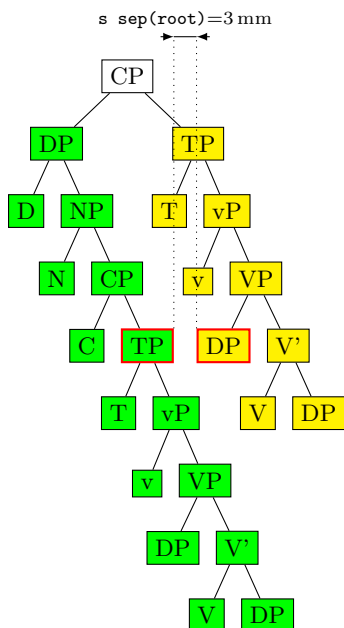 s sep(root)=3 mm
CP
DP TP
D NP T vP
N CP v VP
C TP DP V'
T vP V DP
v VP
DP V'
V DP